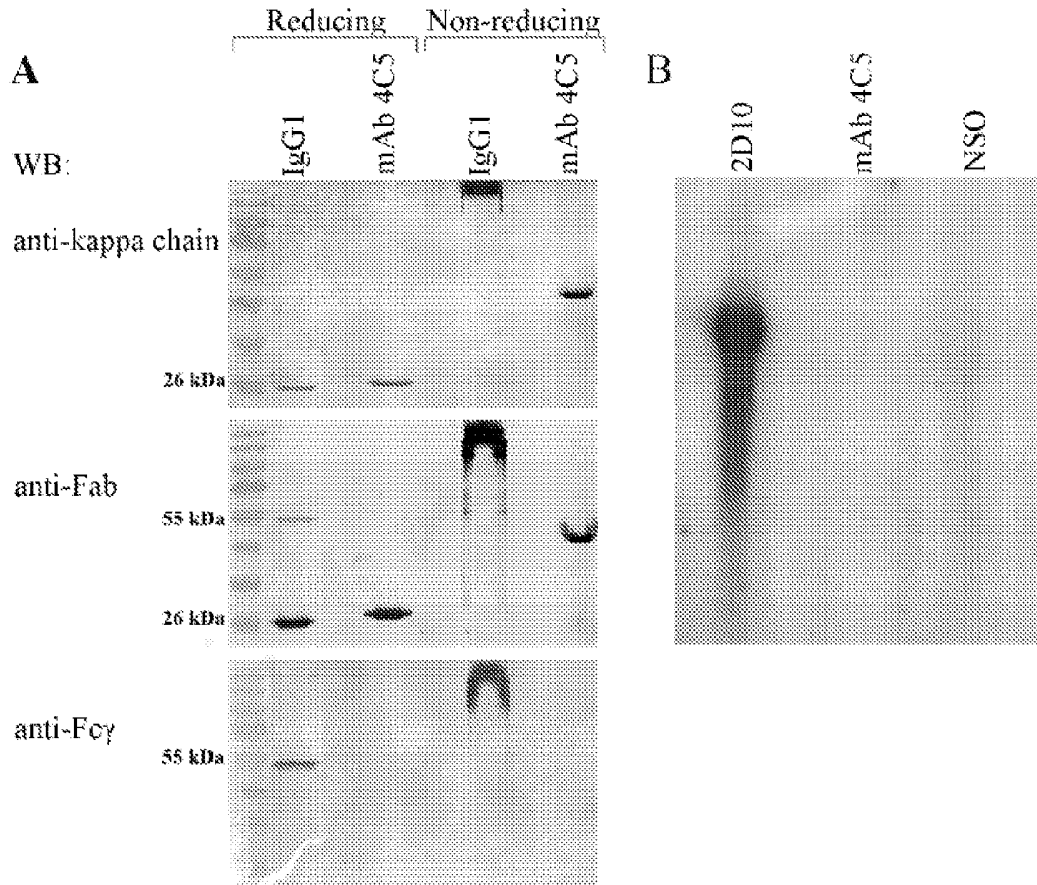 Reducing Non-reducing
A
IgG1
mAb 4C5
IgG1
mAb 4C5
WB:
anti-kappa chain
26 kDa
anti-Fab
55 kDa
26 kDa
anti-Fcγ
55 kDa
B
2D10
mAb 4C5
NSO